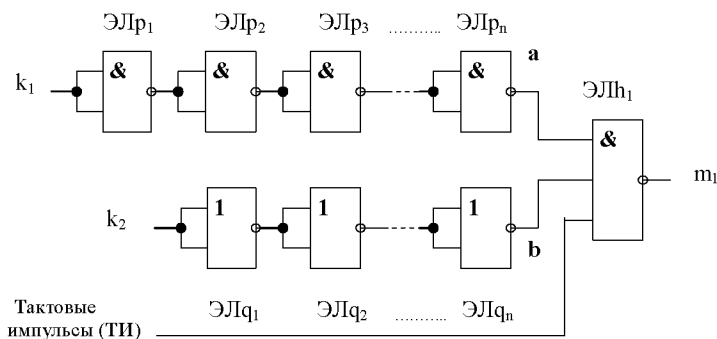 ЭЛр₁ ЭЛр₂ ЭЛр₃ ........... ЭЛрₙ
& & & & a
k₁
ЭЛh₁
&
m₁
1 1 1
k₂
b
ЭЛq₁ ЭЛq₂ ........... ЭЛqₙ
Тактовые
импульсы (ТИ)